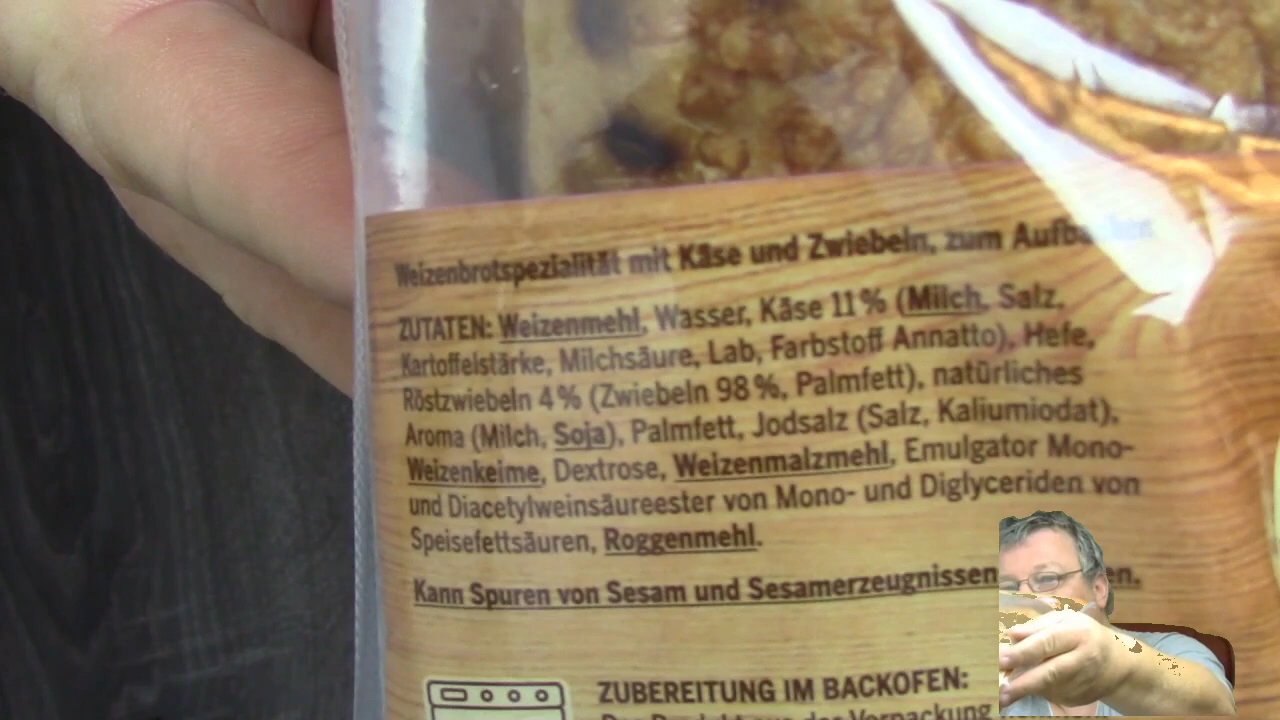 Weizenbrotspezialität mit Käse und Zwiebeln, zum
ZUTATEN: Weizenmehl, Wasser, Käse 11 % (Milch, Salz,
Kartoffelstärke, Milchsäure, Lab, Farbstoff Annatto), Hefe,
Röstzwiebeln 4 % (Zwiebeln 98 %, Palmfett), natürliches
Aroma (Milch, Soja), Palmfett, Jodsalz (Salz, Kaliumiodat),
Weizenkeime, Dextrose, Weizenmalzmehl, Emulgator Mono-
und Diacetylweinsäureester von Mono- und Diglyceriden von
Speisefettsäuren, Roggenmehl.
Kann Spuren von Sesam und Sesamerzeugnissen
ZUBEREITUNG IM BACKOFEN: